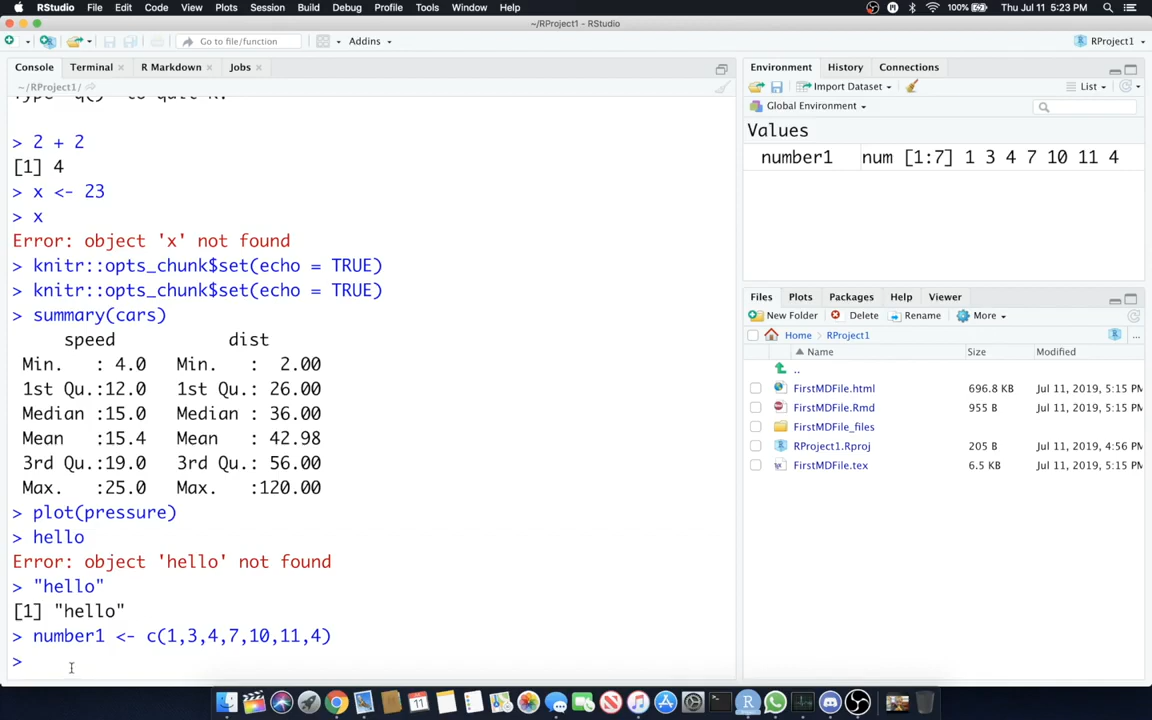 RStudio File Edit Code View Plots Session Build Debug Profile Tools Window Help 100% Thu Jul 11 5:23 PM
~/RProject1 - RStudio
Go to file/function Addins RProject1
Console Terminal R Markdown Jobs
~/RProject1/
Type 'q()' to quit R.
> 2 + 2
[1] 4
> x <- 23
> x
Error: object 'x' not found
> knitr::opts_chunk$set(echo = TRUE)
> knitr::opts_chunk$set(echo = TRUE)
> summary(cars)
speed dist
Min. : 4.0 Min. : 2.00
1st Qu.:12.0 1st Qu.: 26.00
Median :15.0 Median : 36.00
Mean :15.4 Mean : 42.98
3rd Qu.:19.0 3rd Qu.: 56.00
Max. :25.0 Max. :120.00
> plot(pressure)
> hello
Error: object 'hello' not found
> "hello"
[1] "hello"
> number1 <- c(1,3,4,7,10,11,4)
>
Environment History Connections
Import Dataset List
Global Environment
Values
number1 num [1:7] 1 3 4 7 10 11 4
Files Plots Packages Help Viewer
New Folder Delete Rename More
Home RProject1 ...
Name Size Modified
..
FirstMDFile.html 696.8 KB Jul 11, 2019, 5:15 PM
FirstMDFile.Rmd 955 B Jul 11, 2019, 5:15 PM
FirstMDFile_files
RProject1.Rproj 205 B Jul 11, 2019, 4:56 PM
FirstMDFile.tex 6.5 KB Jul 11, 2019, 5:15 PM
11